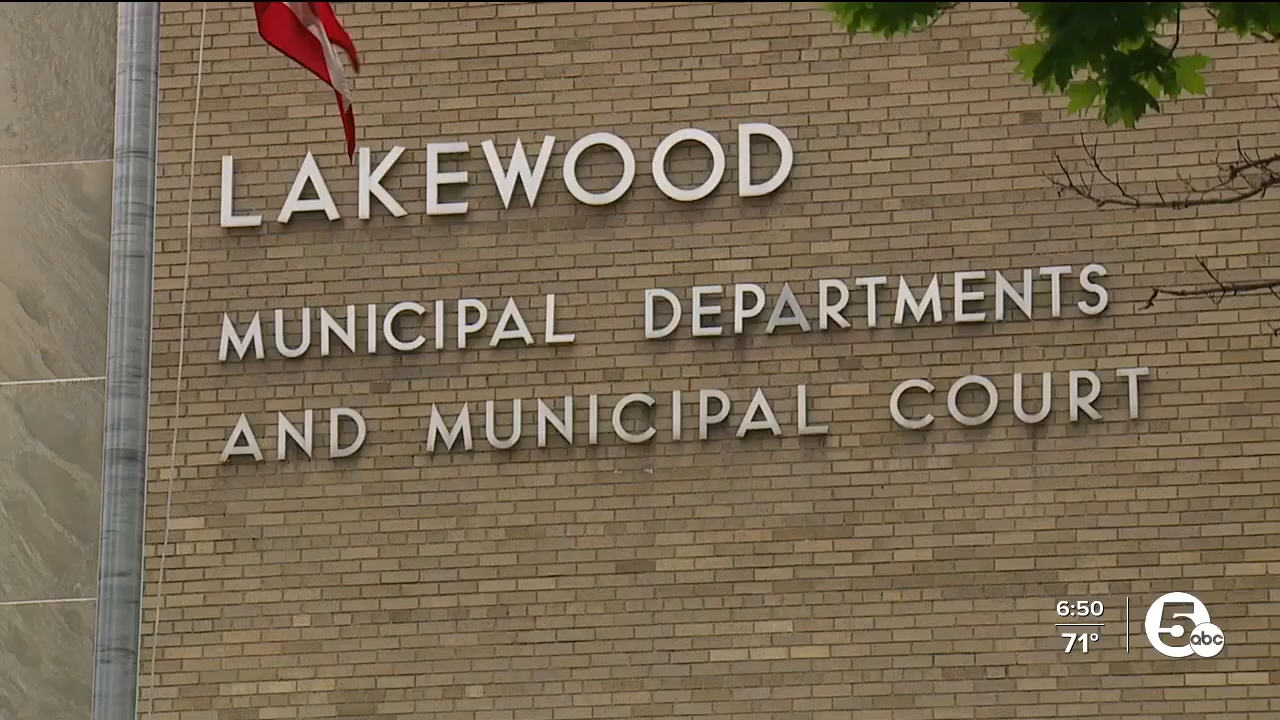 LAKEWOOD
MUNICIPAL DEPARTMENTS
AND MUNICIPAL COURT
6:50
71°
5
abc